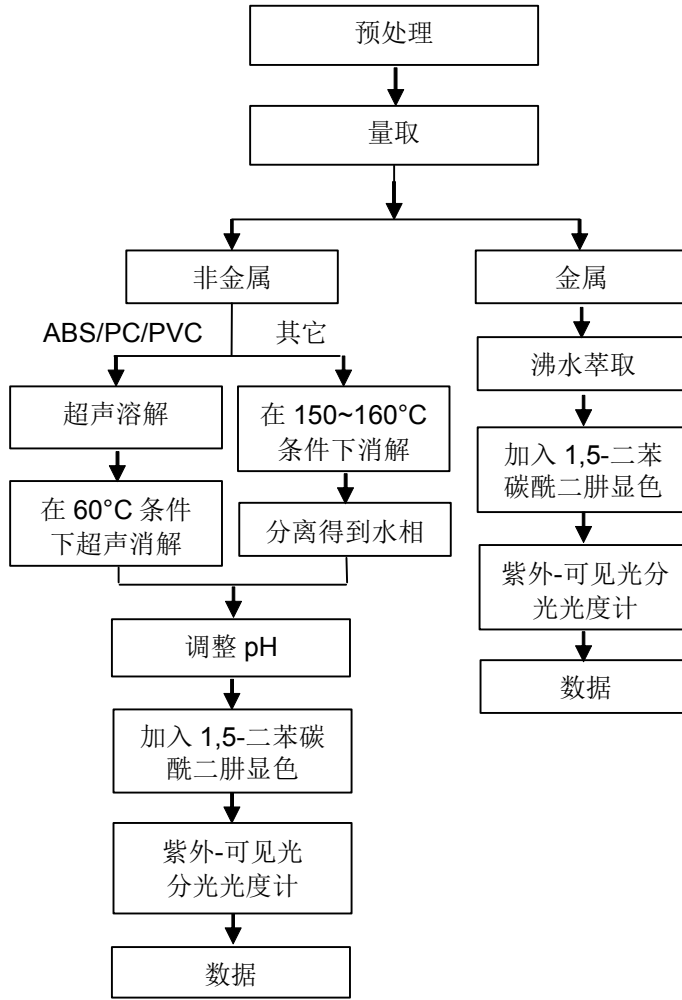 预处理
量取
非金属
金属
ABS/PC/PVC
其它
超声溶解
在 150~160°C
条件下消解
在 60°C 条件
下超声消解
分离得到水相
调整 pH
加入 1,5-二苯碳
酰二肼显色
紫外-可见光
分光光度计
数据
沸水萃取
加入 1,5-二苯
碳酰二肼显色
紫外-可见光分
光光度计
数据